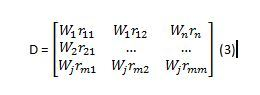 W₁r₁₁ W₁r₁₂ Wₙrₙ
D = W₂r₂₁ ... ... (3)
Wⱼrₘ₁ Wⱼrₘ₂ Wⱼrₘₘ